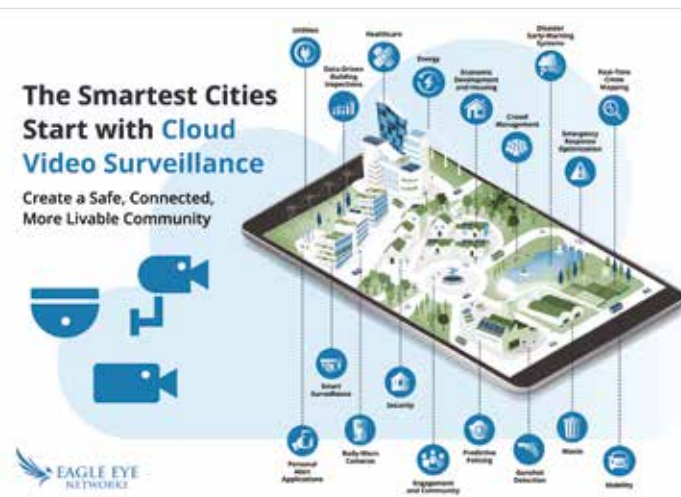 The Smartest Cities
Start with Cloud
Video Surveillance
Create a Safe, Connected,
More Livable Community
Utilities
Healthcare
Data-Driven
Building
Inspections
Energy
Economic
Development
and Housing
Crowd
Management
Disaster
Early-Warning
Systems
Real-Time
Crime
Mapping
Emergency
Response
Optimization
Smart
Surveillance
Security
Personal
Alert
Applications
Body-Worn
Cameras
Engagement
and Community
Predictive
Policing
Gunshot
Detection
Waste
Mobility
EAGLE EYE
NETWORKS